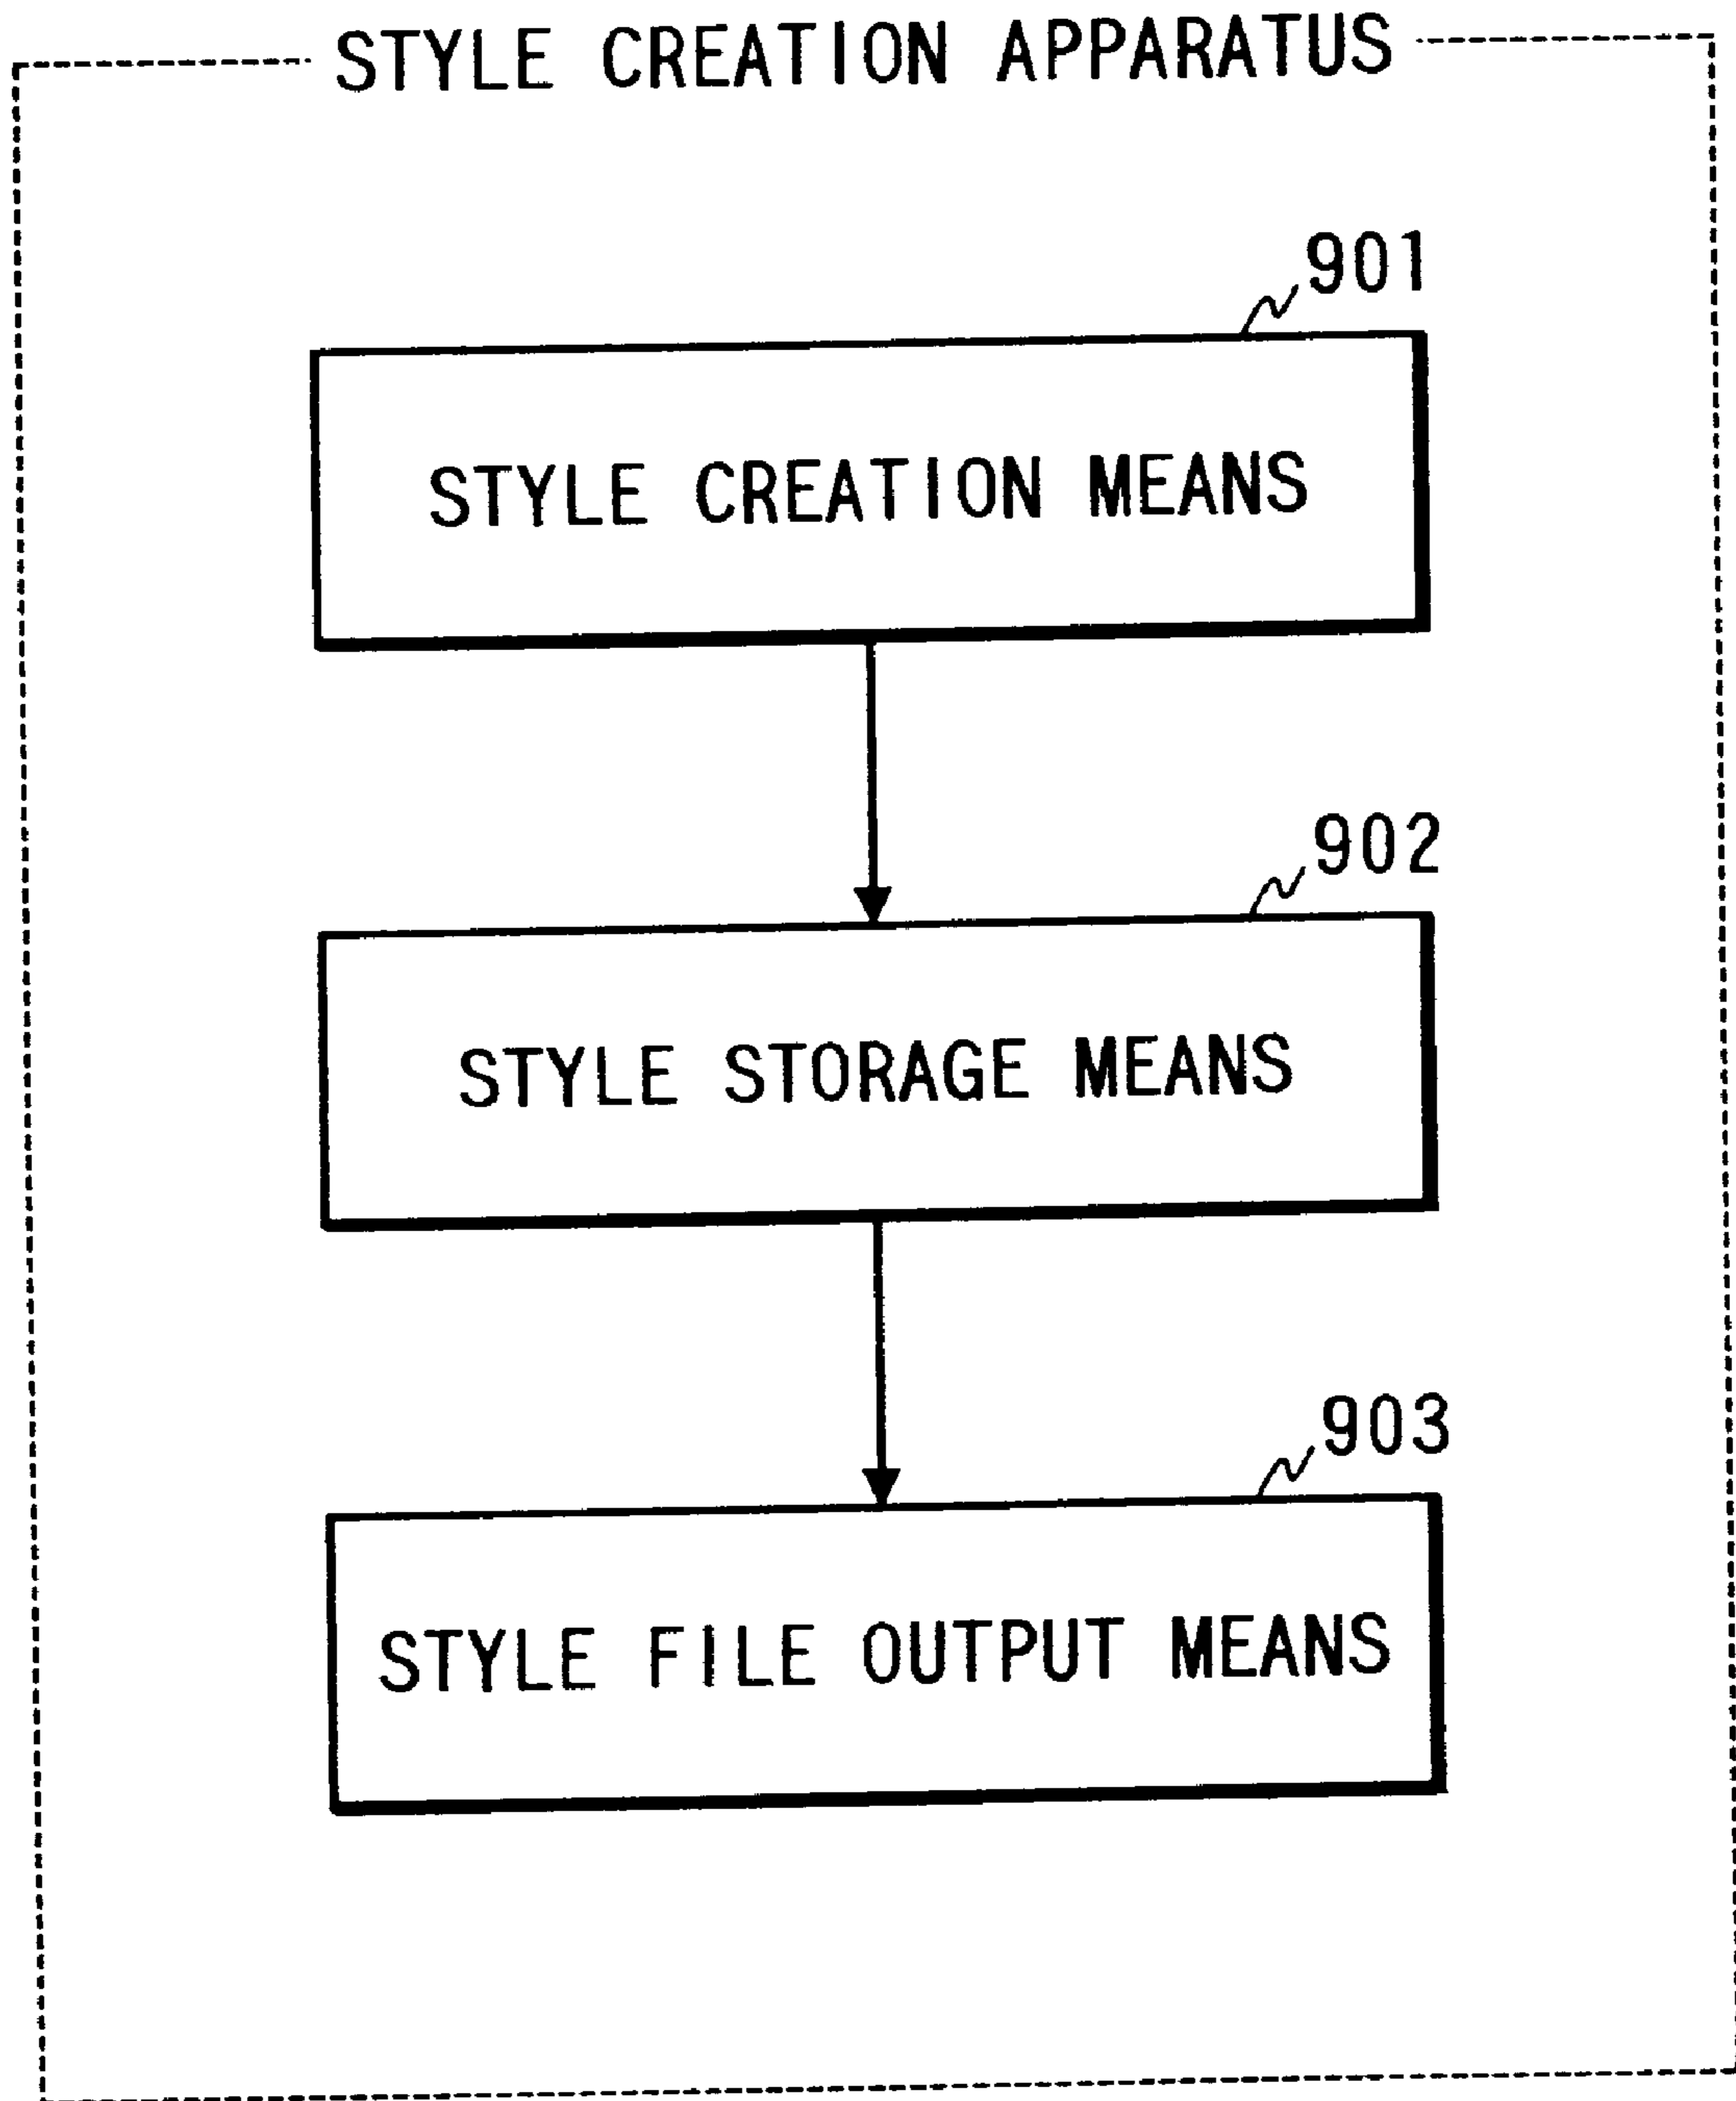 STYLE CREATION APPARATUS
901
STYLE CREATION MEANS
902
STYLE STORAGE MEANS
903
STYLE FILE OUTPUT MEANS